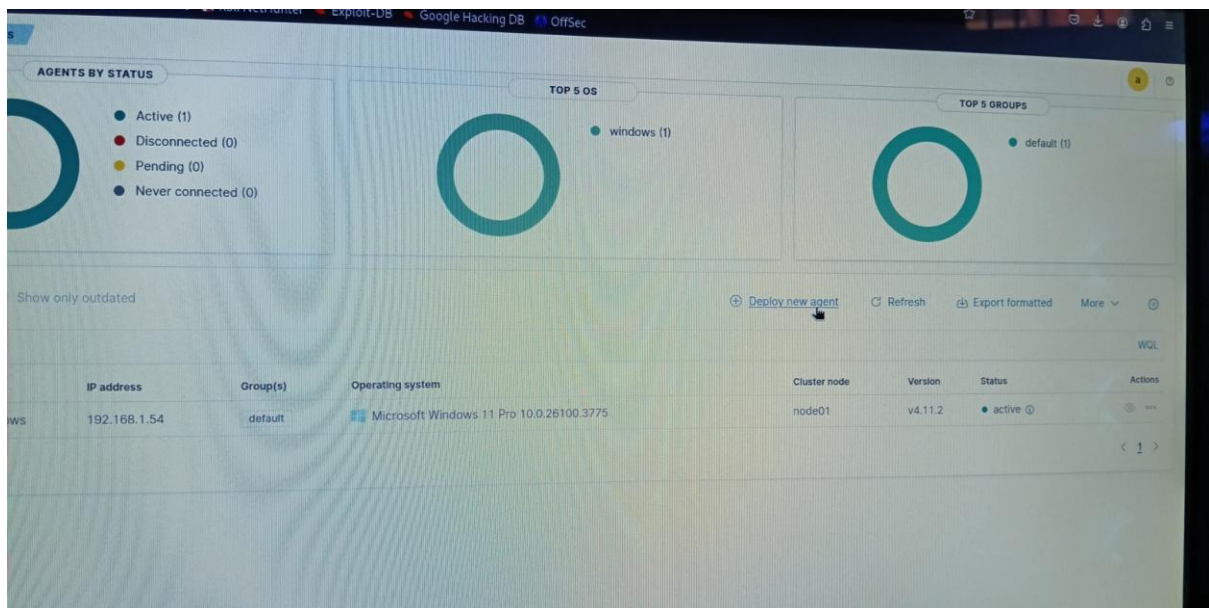 Exploit-DB Google Hacking DB OffSec
AGENTS BY STATUS
Active (1)
Disconnected (0)
Pending (0)
Never connected (0)
TOP 5 OS
windows (1)
a
TOP 5 GROUPS
default (1)
Show only outdated
Deploy new agent Refresh Export formatted More
WQL
IP address Group(s) Operating system Cluster node Version Status Actions
192.168.1.54 default Microsoft Windows 11 Pro 10.0.26100.3775 node01 v4.11.2 active
1